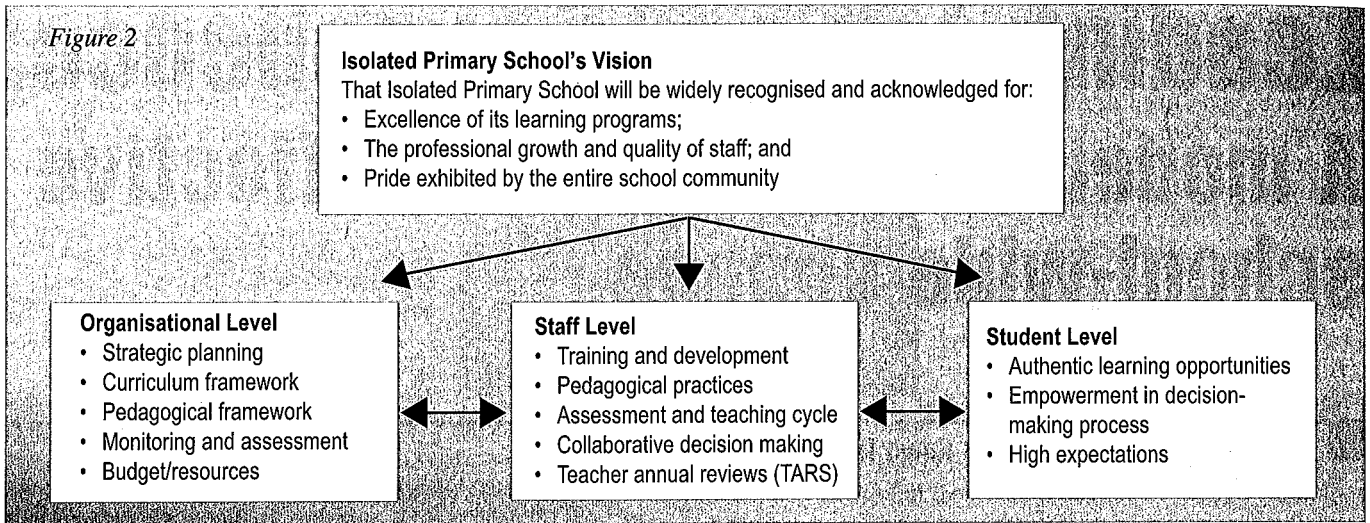 Figure 2
Isolated Primary School's Vision
That Isolated Primary School will be widely recognised and acknowledged for:
• Excellence of its learning programs;
• The professional growth and quality of staff; and
• Pride exhibited by the entire school community
Organisational Level
• Strategic planning
• Curriculum framework
• Pedagogical framework
• Monitoring and assessment
• Budget/resources
Staff Level
• Training and development
• Pedagogical practices
• Assessment and teaching cycle
• Collaborative decision making
• Teacher annual reviews (TARS)
Student Level
• Authentic learning opportunities
• Empowerment in decision-
making process
• High expectations